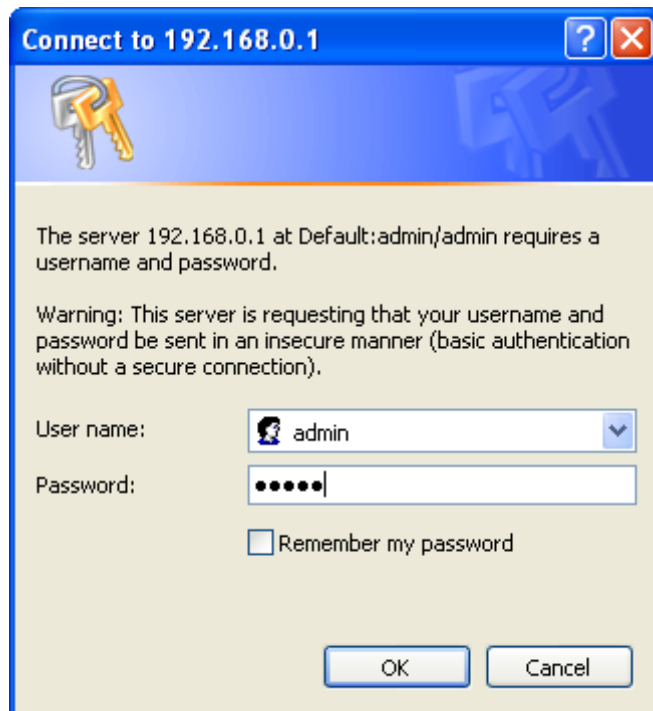 Connect to 192.168.0.1
The server 192.168.0.1 at Default:admin/admin requires a
username and password.
Warning: This server is requesting that your username and
password be sent in an insecure manner (basic authentication
without a secure connection).
User name:
admin
Password:
•••••
Remember my password
OK
Cancel